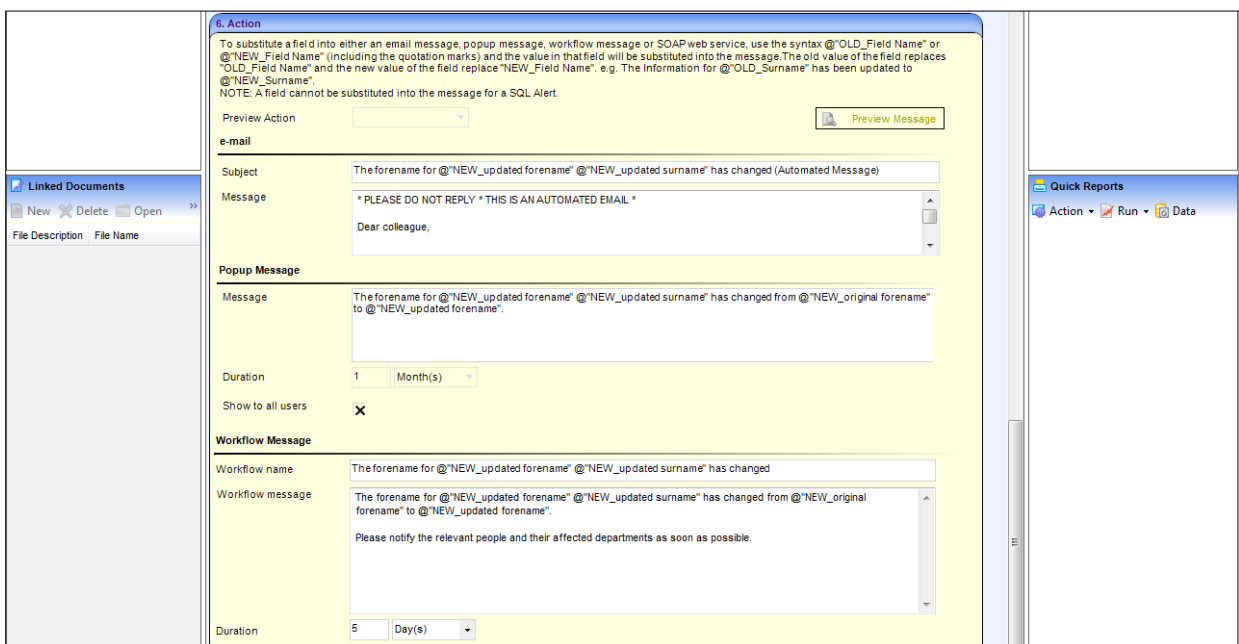 6. Action
To substitute a field into either an email message, popup message, workflow message or SOAP web service, use the syntax @"OLD_Field Name" or
@"NEW_Field Name" (including the quotation marks) and the value in that field will be substituted into the message.The old value of the field replaces
"OLD_Field Name" and the new value of the field replace "NEW_Field Name". e.g. The Information for @"OLD_Surname" has been updated to
@"NEW_Surname".
NOTE: A field cannot be substituted into the message for a SQL Alert.
Preview Action
Preview Message
e-mail
Subject
The forename for @"NEW_updated forename" @"NEW_updated surname" has changed (Automated Message)
Message
* PLEASE DO NOT REPLY * THIS IS AN AUTOMATED EMAIL *
Dear colleague,
Popup Message
Message
The forename for @"NEW_updated forename" @"NEW_updated surname" has changed from @"NEW_original forename"
to @"NEW_updated forename".
Duration
1
Month(s)
Show to all users
Workflow Message
Workflow name
The forename for @"NEW_updated forename" @"NEW_updated surname" has changed
Workflow message
The forename for @"NEW_updated forename" @"NEW_updated surname" has changed from @"NEW_original
forename" to @"NEW_updated forename".
Please notify the relevant people and their affected departments as soon as possible.
Duration
5
Day(s)
Linked Documents
New Delete Open »
File Description File Name
Quick Reports
Action Run Data